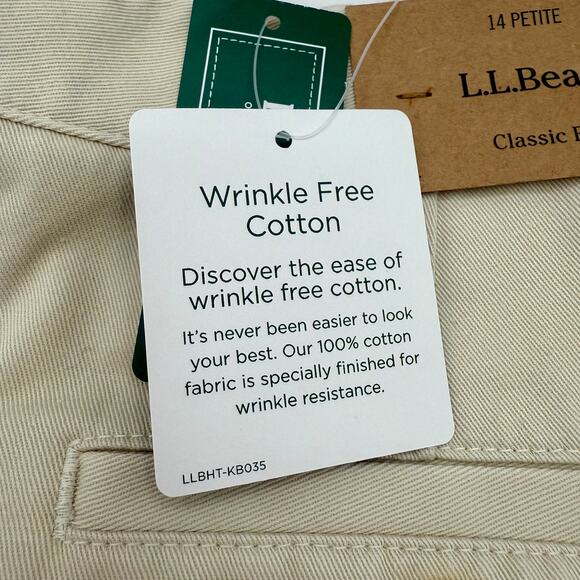 14 PETITE
L.L.Bea
Classic
Wrinkle Free
Cotton
Discover the ease of
wrinkle free cotton.
It's never been easier to look
your best. Our 100% cotton
fabric is specially finished for
wrinkle resistance.
LLBHT-KB035